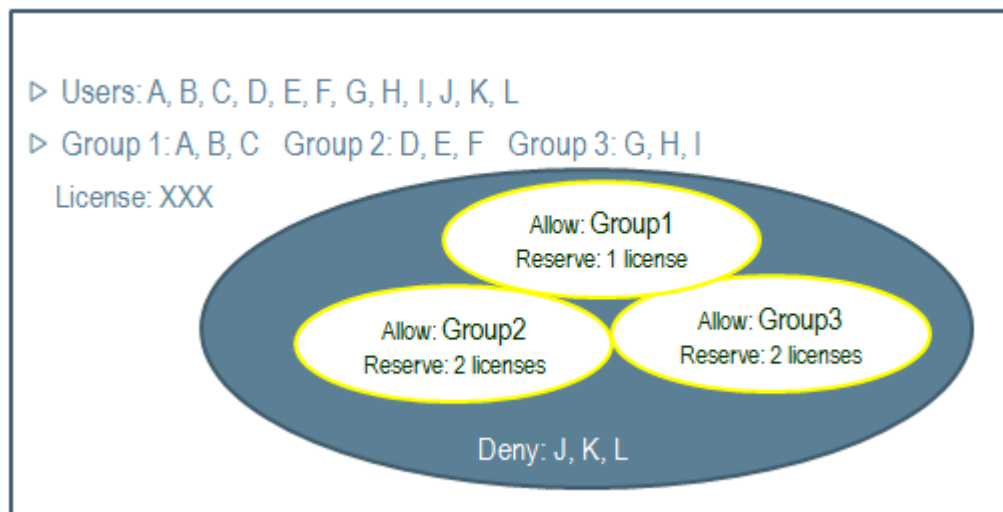 Users: A, B, C, D, E, F, G, H, I, J, K, L
Group 1: A, B, C Group 2: D, E, F Group 3: G, H, I
License: XXX
Allow: Group1
Reserve: 1 license
Allow: Group2
Reserve: 2 licenses
Allow: Group3
Reserve: 2 licenses
Deny: J, K, L